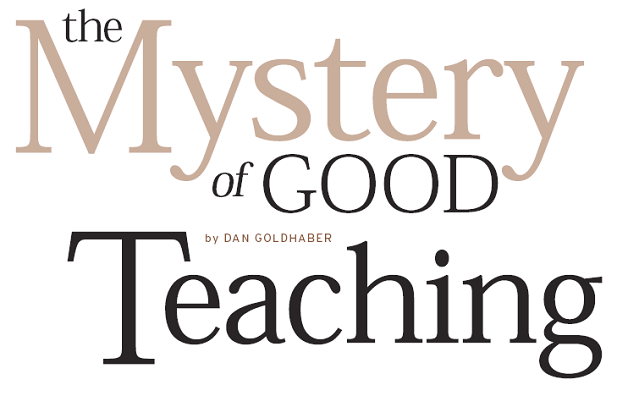 the
Mystery
of GOOD
by DAN GOLDHABER
Teaching